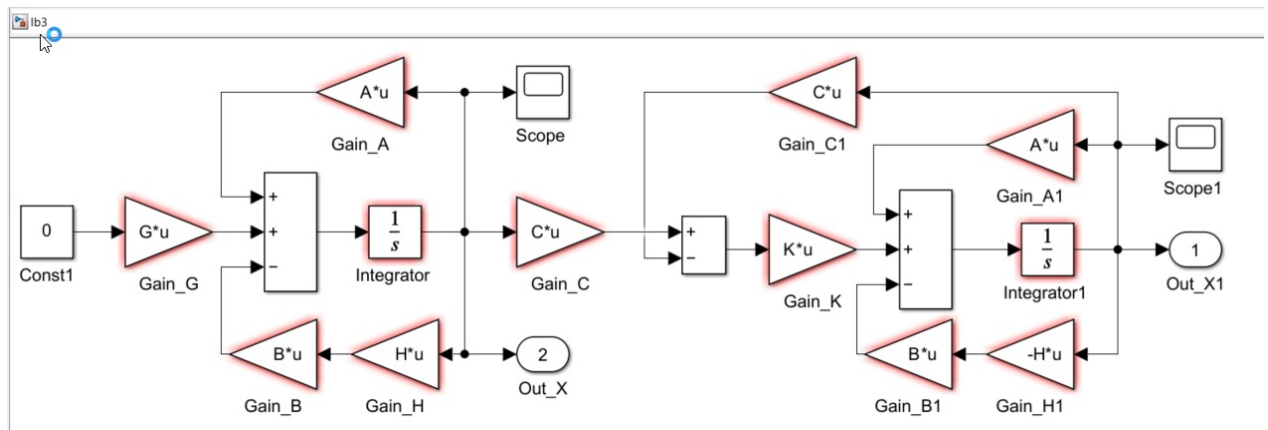 lb3
A*u
Gain_A
Scope
C*u
Gain_C1
A*u
Gain_A1
Scope1
0
Const1
G*u
Gain_G
+
+
−
1
s
Integrator
C*u
Gain_C
+
−
K*u
Gain_K
+
+
−
1
s
Integrator1
1
Out_X1
B*u
Gain_B
H*u
Gain_H
2
Out_X
B*u
Gain_B1
-H*u
Gain_H1